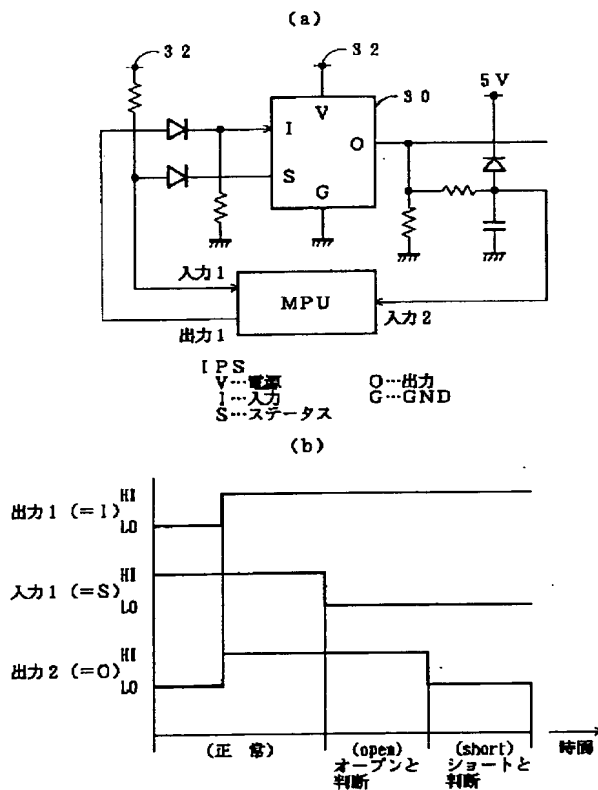 (a)
32
32
30
5V
I
V
O
S
G
入力1
MPU
入力2
出力1
IPS
V…電源
O…出力
I…入力
G…GND
S…ステータス
(b)
出力1(=I)
HI
LO
入力1(=S)
HI
LO
出力2(=O)
HI
LO
(正 常)
(open)
オープンと
判断
(short)
ショートと
判断
時間